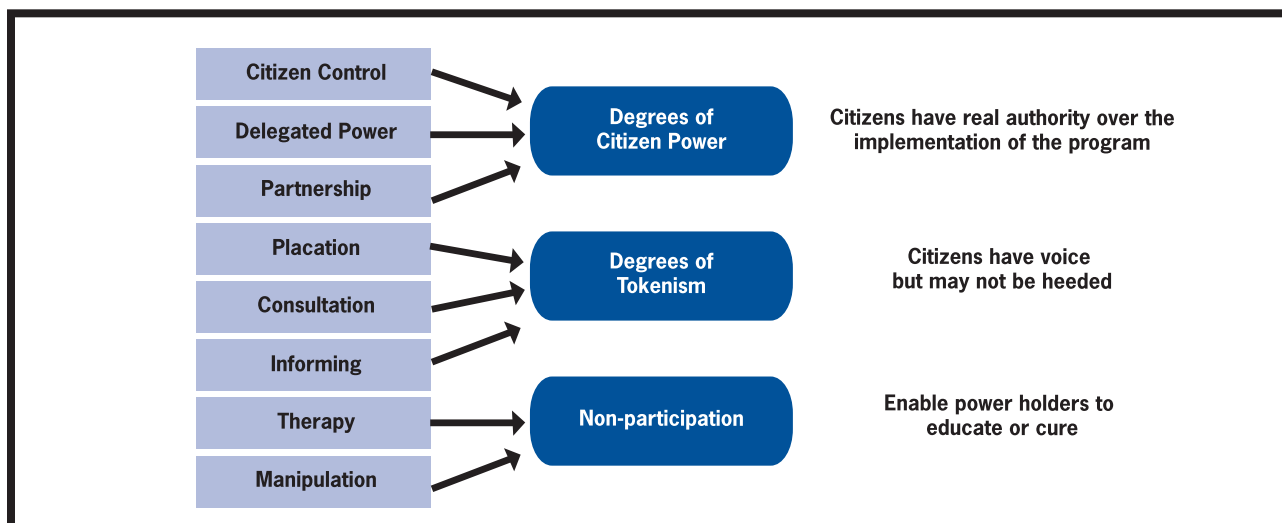 Citizen Control
Delegated Power
Partnership
Placation
Consultation
Informing
Therapy
Manipulation
Degrees of
Citizen Power
Degrees of
Tokenism
Non-participation
Citizens have real authority over the
implementation of the program
Citizens have voice
but may not be heeded
Enable power holders to
educate or cure